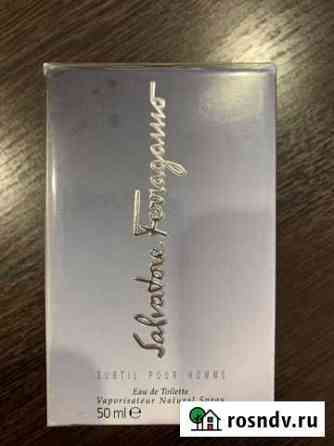 Salvatore Ferragamo
SUBTIL POUR HOMME
Eau de Toilette
Vaporisateur Natural Spray
50 ml e
rosndv.ru